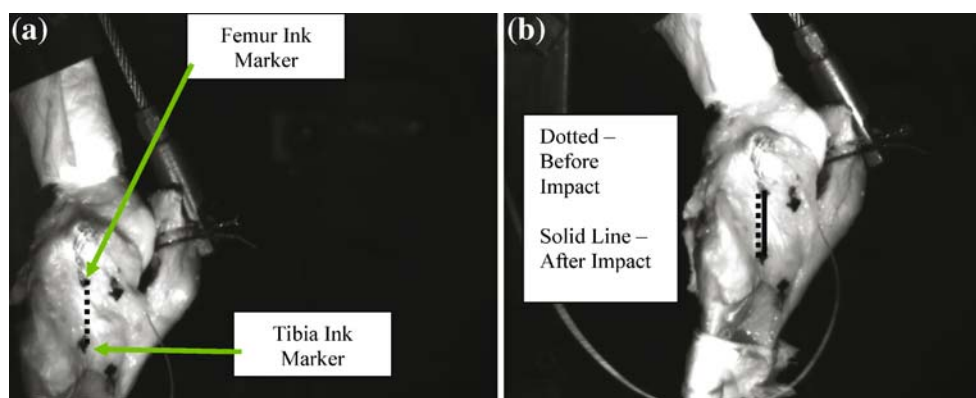 (a)
Femur Ink
Marker
Tibia Ink
Marker
(b)
Dotted –
Before
Impact
Solid Line –
After Impact